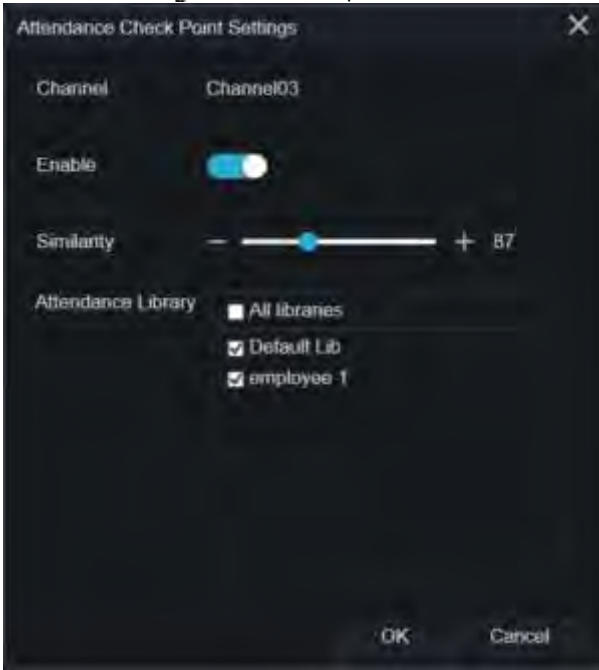 Attendance Check Point Settings
Channel Channel03
Enable
Similarity 87
Attendance Library
All libraries
Default Lib
employee 1
OK Cancel